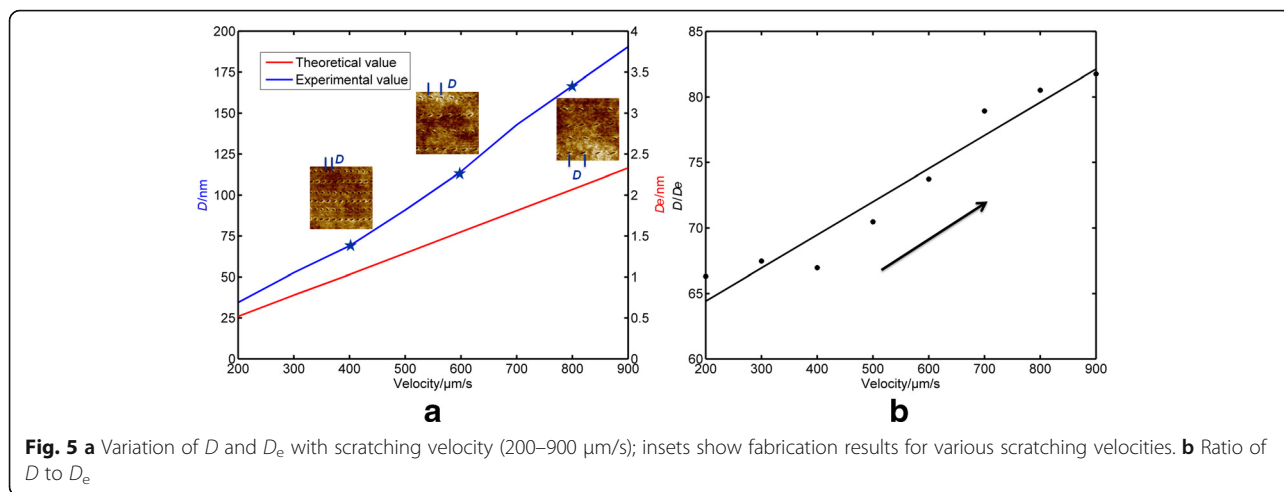 200
175
150
125
100
75
50
25
0
D/nm
Theoretical value
Experimental value
D
D
D
4
3.5
3
2.5
2
1.5
1
0.5
0
De/nm
200 300 400 500 600 700 800 900
Velocity/μm/s
a
85
80
75
70
65
60
D/De
200 300 400 500 600 700 800 900
Velocity/μm/s
b
Fig. 5 a Variation of D and De with scratching velocity (200–900 μm/s); insets show fabrication results for various scratching velocities. b Ratio of
D to De